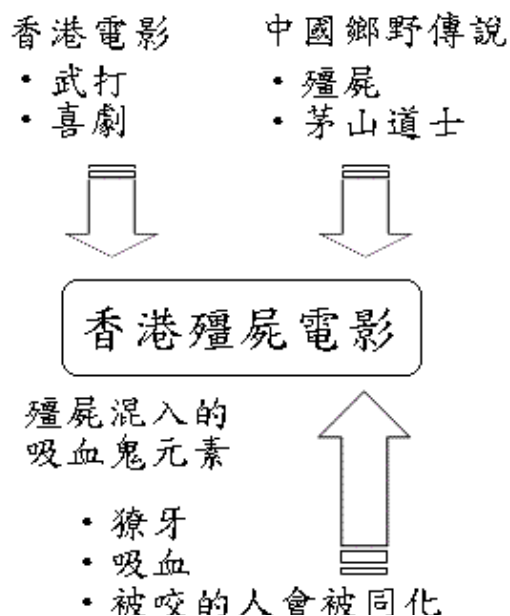 香港電影
・武打
・喜劇
中國鄉野傳說
・殭屍
・茅山道士
香港殭屍電影
殭屍混入的
吸血鬼元素
・獠牙
・吸血
・被咬的人會被同化